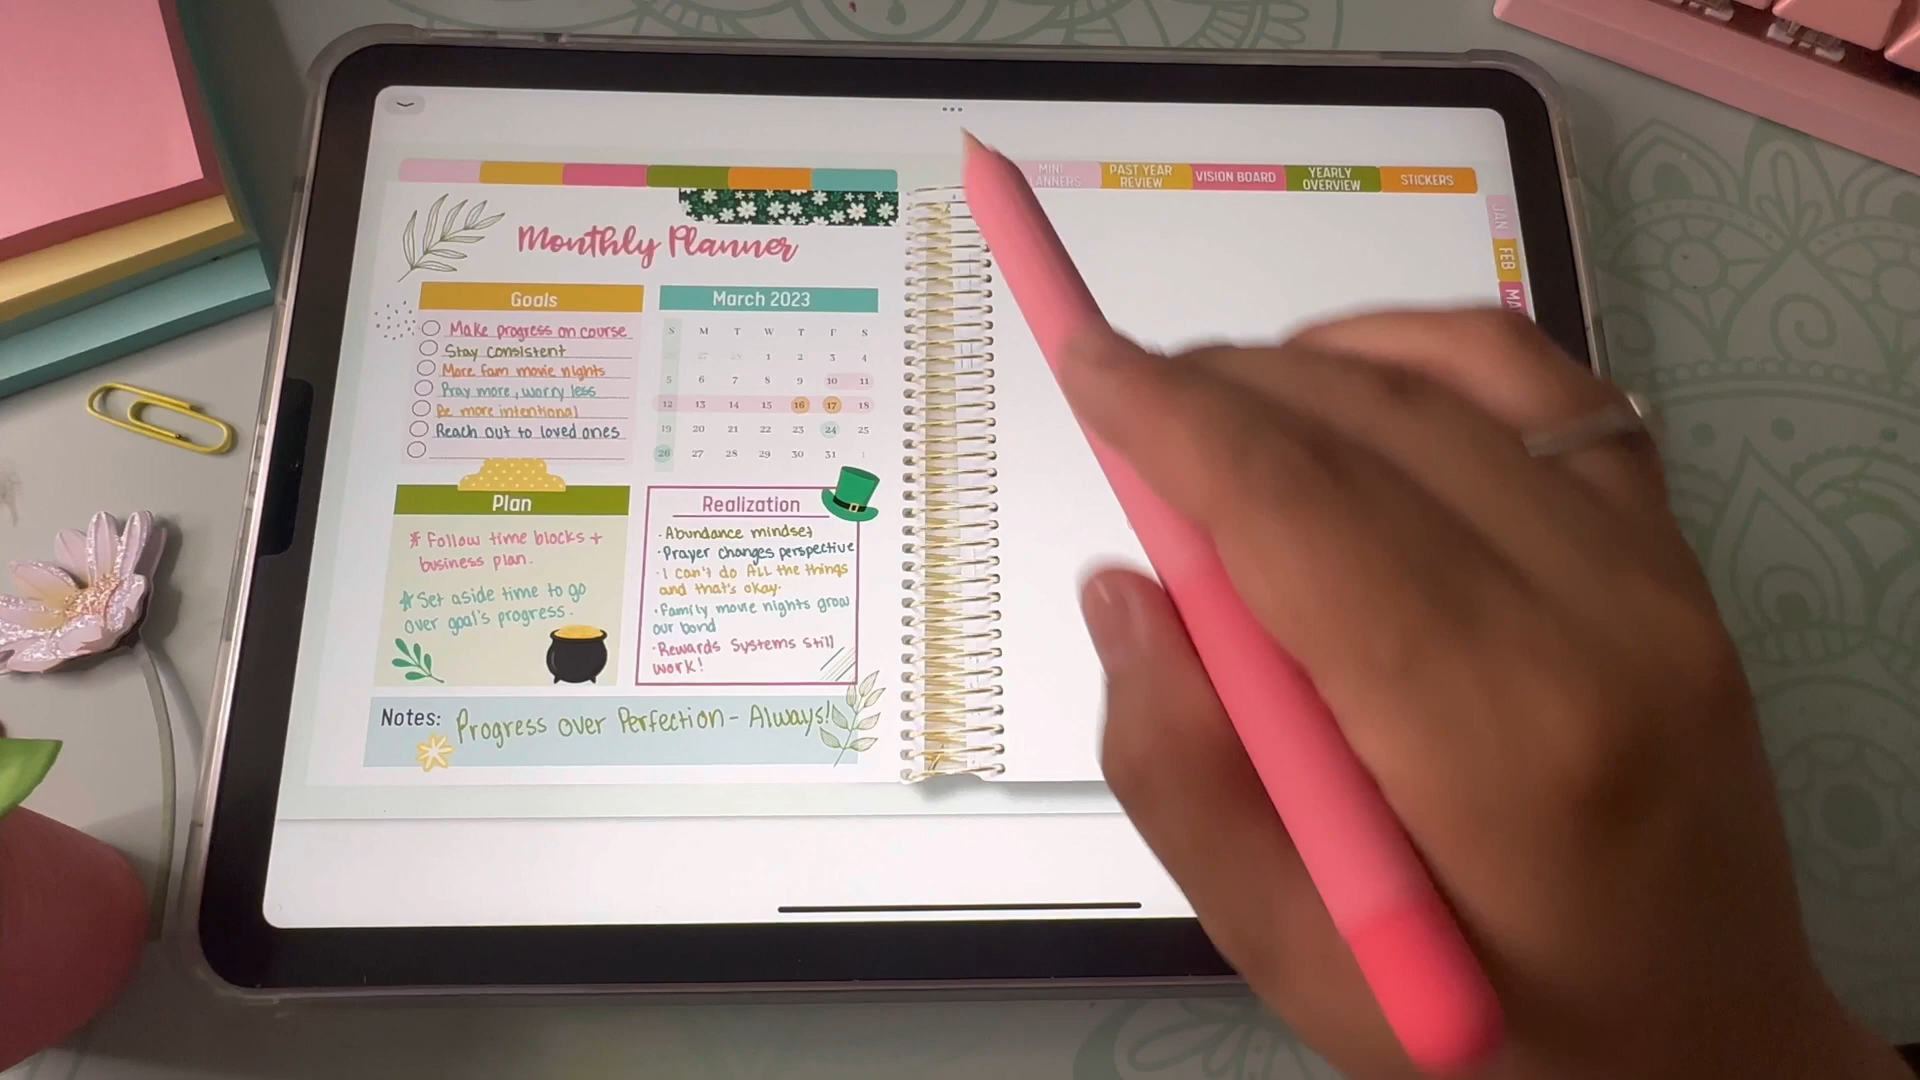 MINI
PAST YEAR
REVIEW
VISION BOARD
YEARLY
OVERVIEW
STICKERS
JAN
FEB
Monthly Planner
Goals
Make progress on course
Stay consistent
More fam movie nights
Pray more, worry less
Be more intentional
Reach out to loved ones
March 2023
S M T W T F S
1 2 3 4
5 6 7 8 9 10 11
12 13 14 15 16 17 18
19 20 21 22 23 24 25
26 27 28 29 30 31 1
Plan
* Follow time blocks +
business plan.
Set aside time to go
over goal's progress.
Realization
·Abundance mindset
·Prayer changes perspective
·I can't do ALL the things
and that's okay.
·Family movie nights grow
our bond
·Rewards Systems still
work!
Notes: Progress over Perfection - Always!